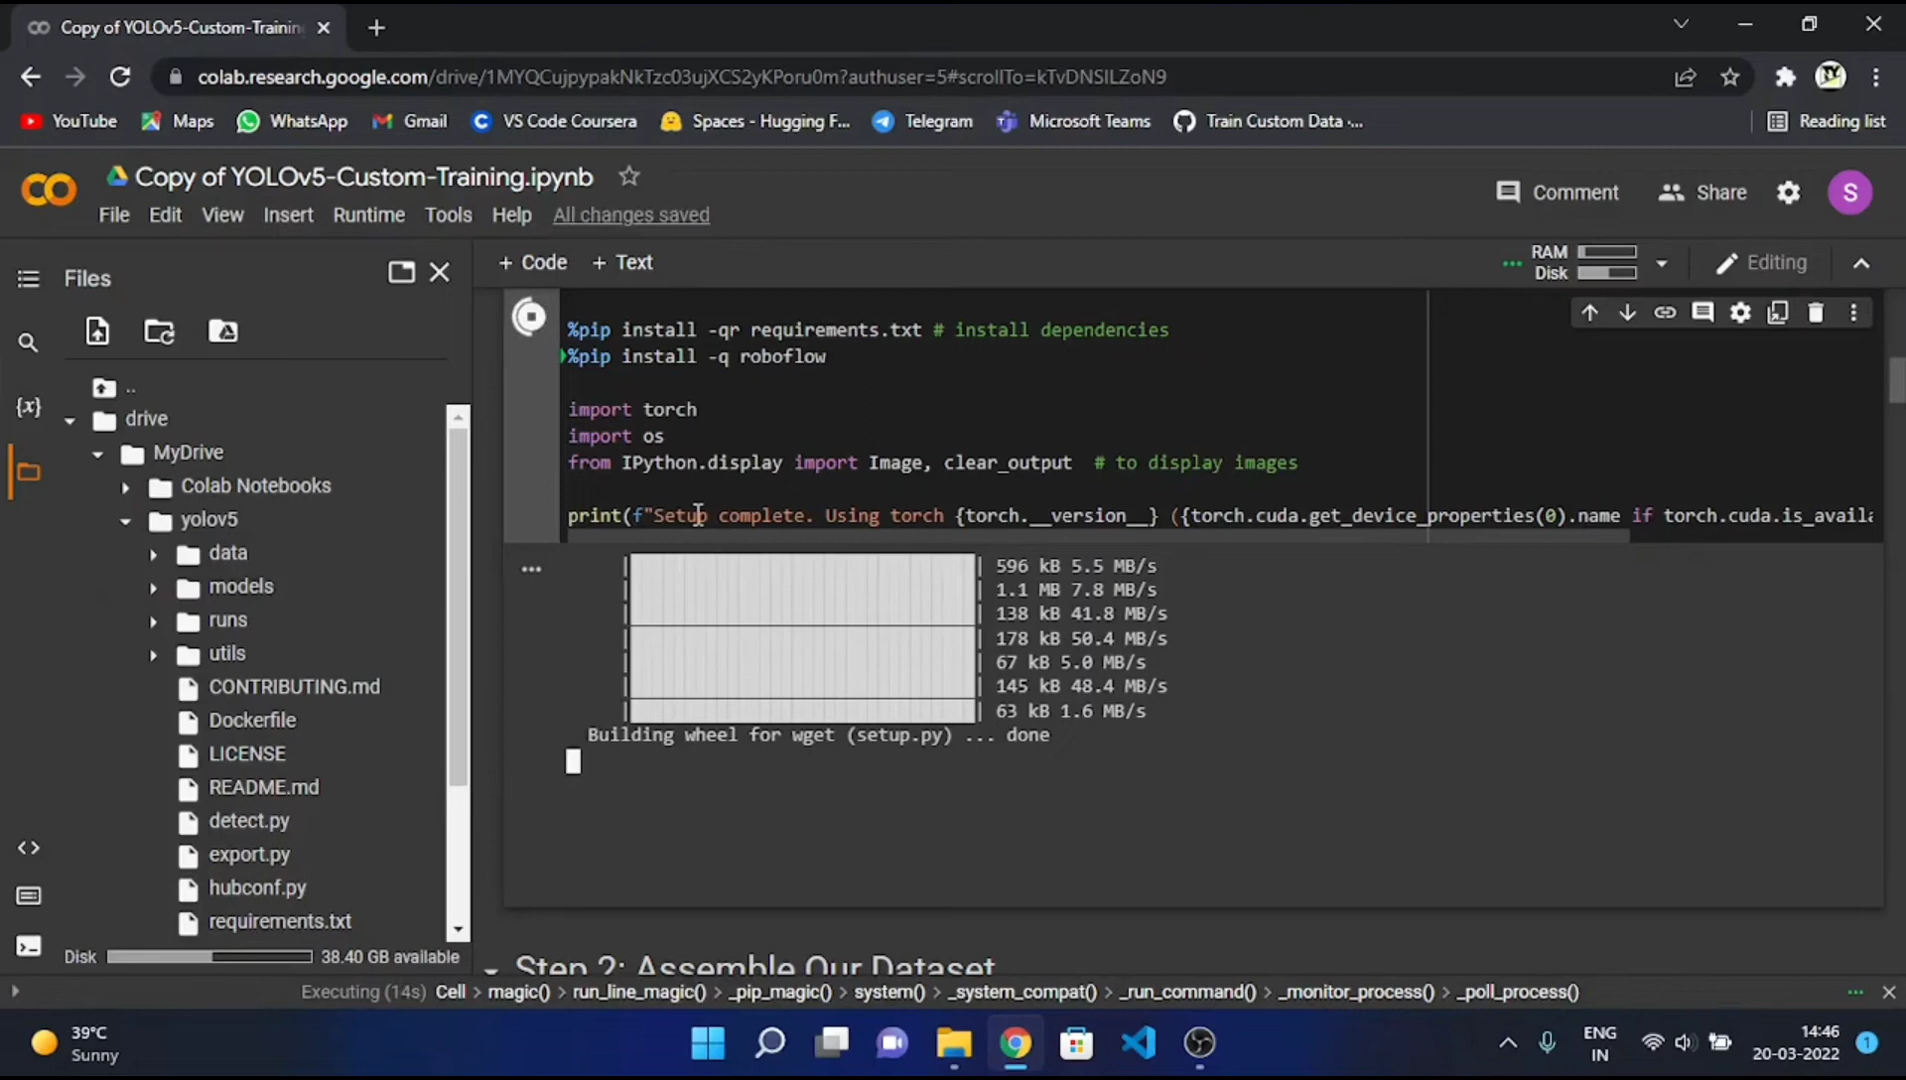 Copy of YOLOv5-Custom-Trainin
colab.research.google.com/drive/1MYQCujpypakNkTzc03ujXCS2yKPoru0m?authuser=5#scrollTo=kTvDNSILZoN9
YouTube Maps WhatsApp Gmail VS Code Coursera Spaces - Hugging F... Telegram Microsoft Teams Train Custom Data ·... Reading list
Copy of YOLOv5-Custom-Training.ipynb
Comment Share S
File Edit View Insert Runtime Tools Help All changes saved
Files
+ Code + Text
RAM
Disk
Editing
%pip install -qr requirements.txt # install dependencies
%pip install -q roboflow
import torch
import os
from IPython.display import Image, clear_output  # to display images
print(f"Setup complete. Using torch {torch.__version__} ({torch.cuda.get_device_properties(0).name if torch.cuda.is_availa
..
drive
MyDrive
Colab Notebooks
yolov5
data
models
runs
utils
CONTRIBUTING.md
Dockerfile
LICENSE
README.md
detect.py
export.py
hubconf.py
requirements.txt
Disk 38.40 GB available
596 kB 5.5 MB/s
1.1 MB 7.8 MB/s
138 kB 41.8 MB/s
178 kB 50.4 MB/s
67 kB 5.0 MB/s
145 kB 48.4 MB/s
63 kB 1.6 MB/s
Building wheel for wget (setup.py) ... done
Step 2: Assemble Our Dataset
Executing (14s) Cell > magic() > run_line_magic() > _pip_magic() > system() > _system_compat() > _run_command() > _monitor_process() > _poll_process()
39°C
Sunny
ENG
IN
14:46
20-03-2022
1